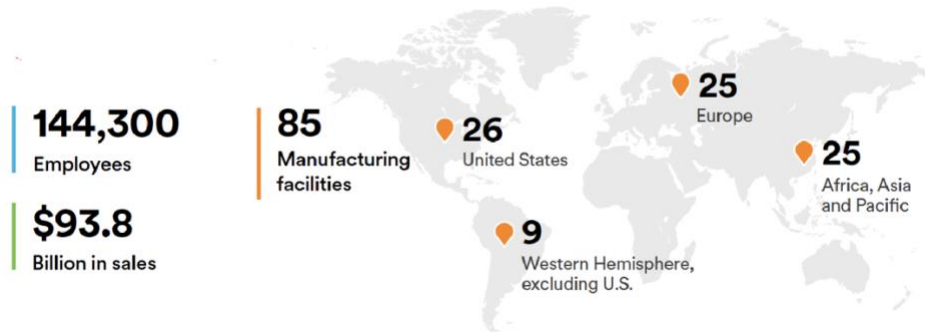 144,300
Employees
$93.8
Billion in sales
85
Manufacturing
facilities
26
United States
9
Western Hemisphere,
excluding U.S.
25
Europe
25
Africa, Asia
and Pacific